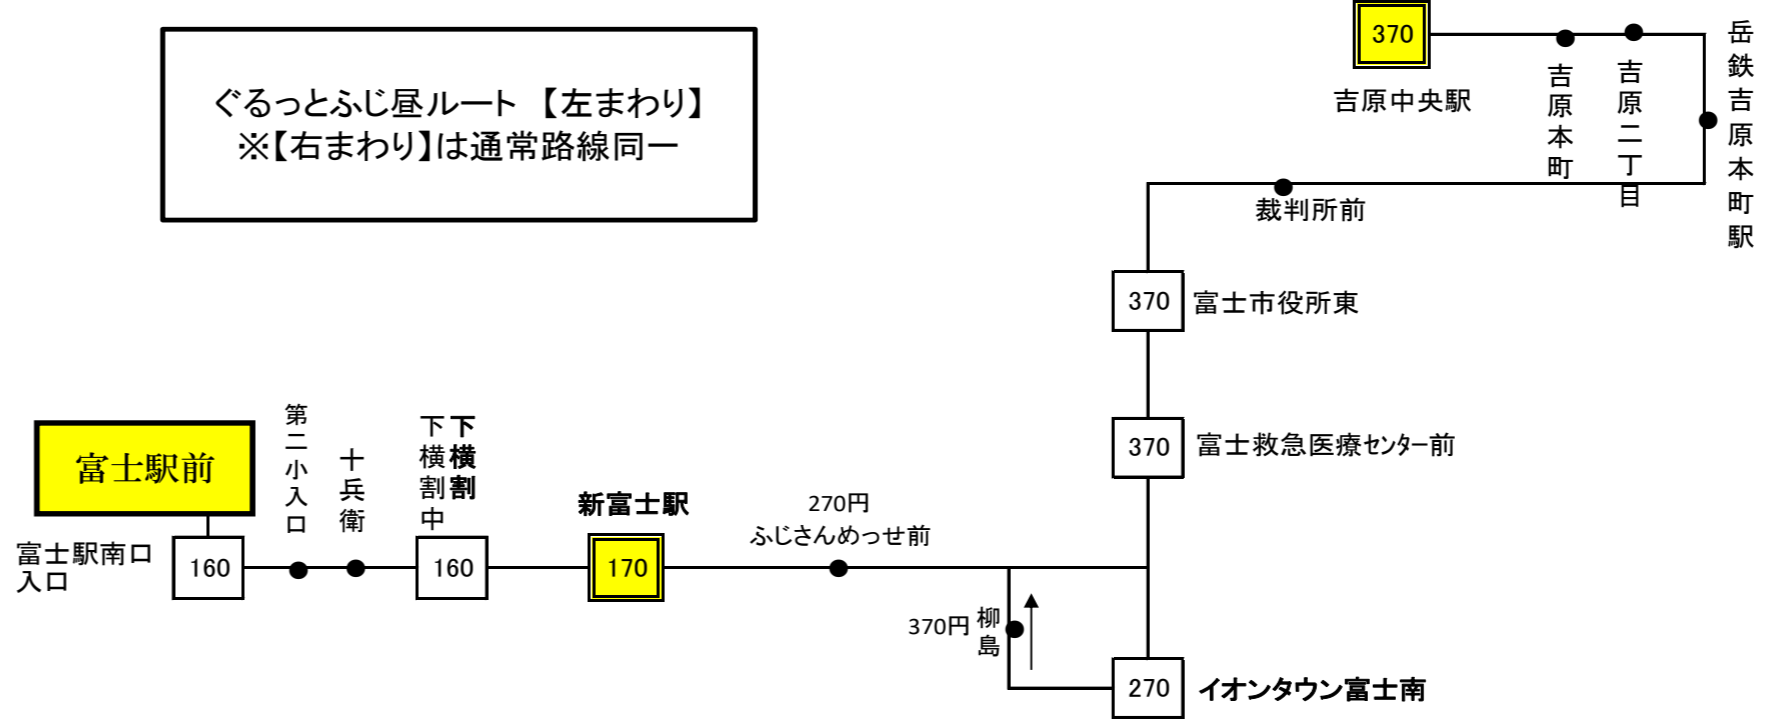 ぐるっとふじ昼ルート 【左まわり】
※【右まわり】は通常路線同一
370
吉原中央駅
吉原本町
吉原二丁目
岳鉄吉原本町駅
裁判所前
370
富士市役所東
370
富士救急医療センター前
富士駅前
富士駅南口
入口
160
第二小入口
十兵衛
下横割中
下横割
160
新富士駅
170
270円
ふじさんめっせ前
370円
柳島
270
イオンタウン富士南